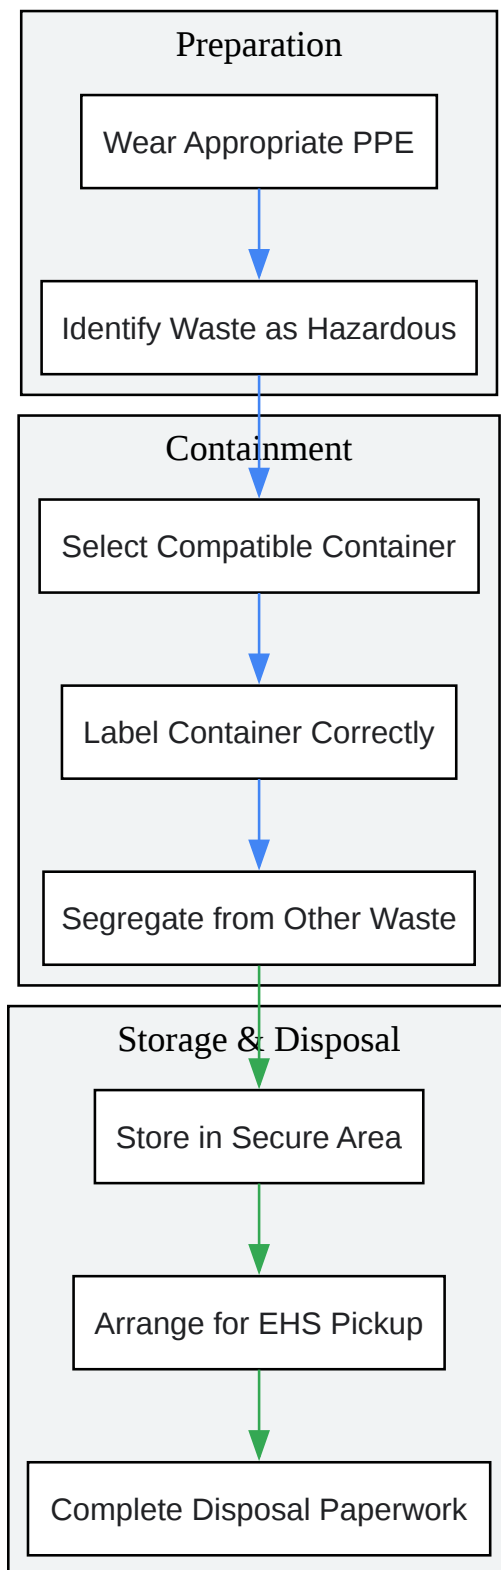 Preparation
Wear Appropriate PPE
Identify Waste as Hazardous
Containment
Select Compatible Container
Label Container Correctly
Segregate from Other Waste
Storage & Disposal
Store in Secure Area
Arrange for EHS Pickup
Complete Disposal Paperwork